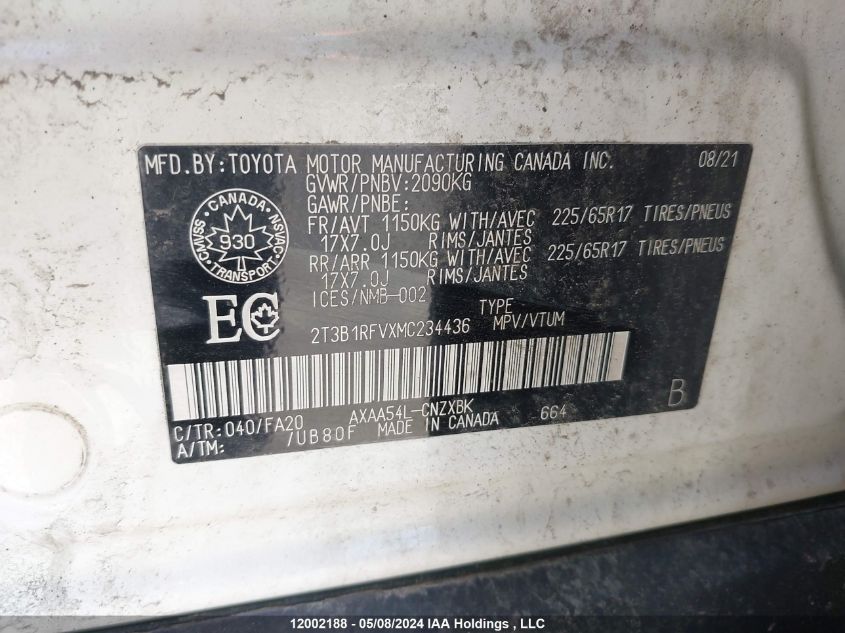 MFD.BY:TOYOTA MOTOR MANUFACTURING CANADA INC. 08/21
GVWR/PNBV:2090KG
GAWR/PNBE:
FR/AVT 1150KG WITH/AVEC 225/65R17 TIRES/PNEUS
17X7.0J RIMS/JANTES
RR/ARR 1150KG WITH/AVEC 225/65R17 TIRES/PNEUS
17X7.0J RIMS/JANTES
ICES/NMB-002
CANADA
CMVSS 930 NSVAC
TRANSPORT
EC
TYPE
2T3B1RFVXMC234436 MPV/VTUM
AXAA54L-CNZXBK 664 B
C/TR:040/FA20
/UB80F MADE IN CANADA
A/TM:
12002188 - 05/08/2024 IAA Holdings , LLC